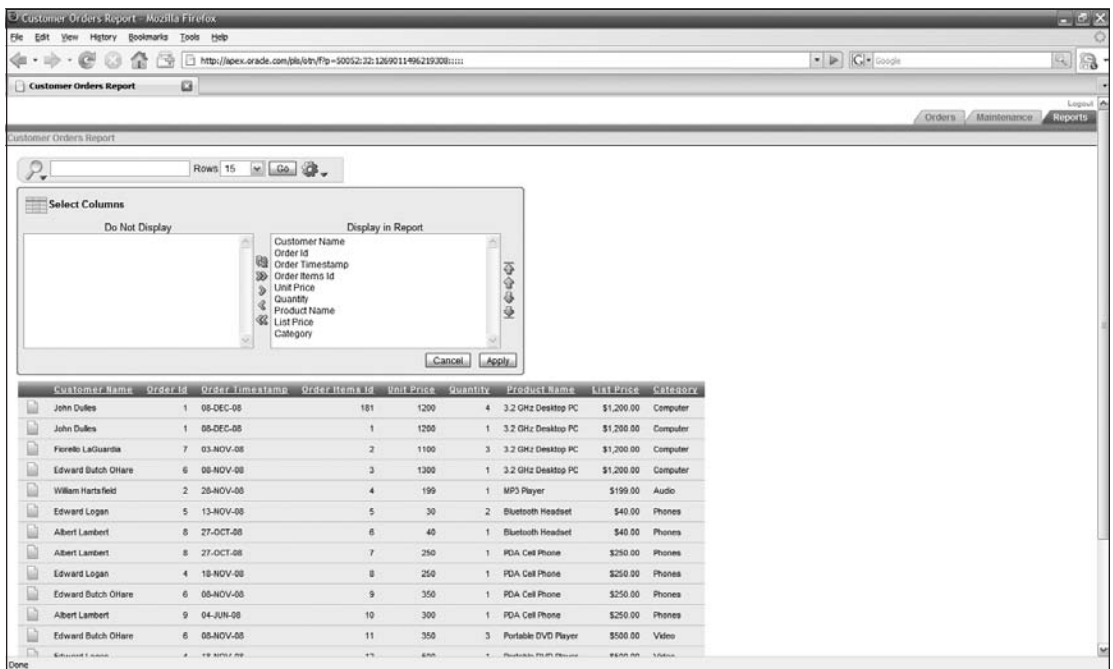 Customer Orders Report - Mozilla Firefox
File Edit View History Bookmarks Tools Help
http://apex.oracle.com/pls/otn/f?p=50052:32:1269011496219308:::::
Google
Customer Orders Report
Logout
Orders Maintenance Reports
Customer Orders Report
Rows 15 Go
Select Columns
Do Not Display Display in Report
Customer Name
Order Id
Order Timestamp
Order Items Id
Unit Price
Quantity
Product Name
List Price
Category
Cancel Apply
Customer Name Order Id Order Timestamp Order Items Id Unit Price Quantity Product Name List Price Category
John Dulles 1 08-DEC-08 181 1200 4 3.2 GHz Desktop PC $1,200.00 Computer
John Dulles 1 08-DEC-08 1 1200 1 3.2 GHz Desktop PC $1,200.00 Computer
Fiorello LaGuardia 7 03-NOV-08 2 1100 3 3.2 GHz Desktop PC $1,200.00 Computer
Edward Butch OHare 6 08-NOV-08 3 1300 1 3.2 GHz Desktop PC $1,200.00 Computer
William Hartsfield 2 28-NOV-08 4 199 1 MP3 Player $199.00 Audio
Edward Logan 5 13-NOV-08 5 30 2 Bluetooth Headset $40.00 Phones
Albert Lambert 8 27-OCT-08 6 40 1 Bluetooth Headset $40.00 Phones
Albert Lambert 8 27-OCT-08 7 250 1 PDA Cell Phone $250.00 Phones
Edward Logan 4 18-NOV-08 8 250 1 PDA Cell Phone $250.00 Phones
Edward Butch OHare 6 08-NOV-08 9 350 1 PDA Cell Phone $250.00 Phones
Albert Lambert 9 04-JUN-08 10 300 1 PDA Cell Phone $250.00 Phones
Edward Butch OHare 6 08-NOV-08 11 350 3 Portable DVD Player $500.00 Video
Done